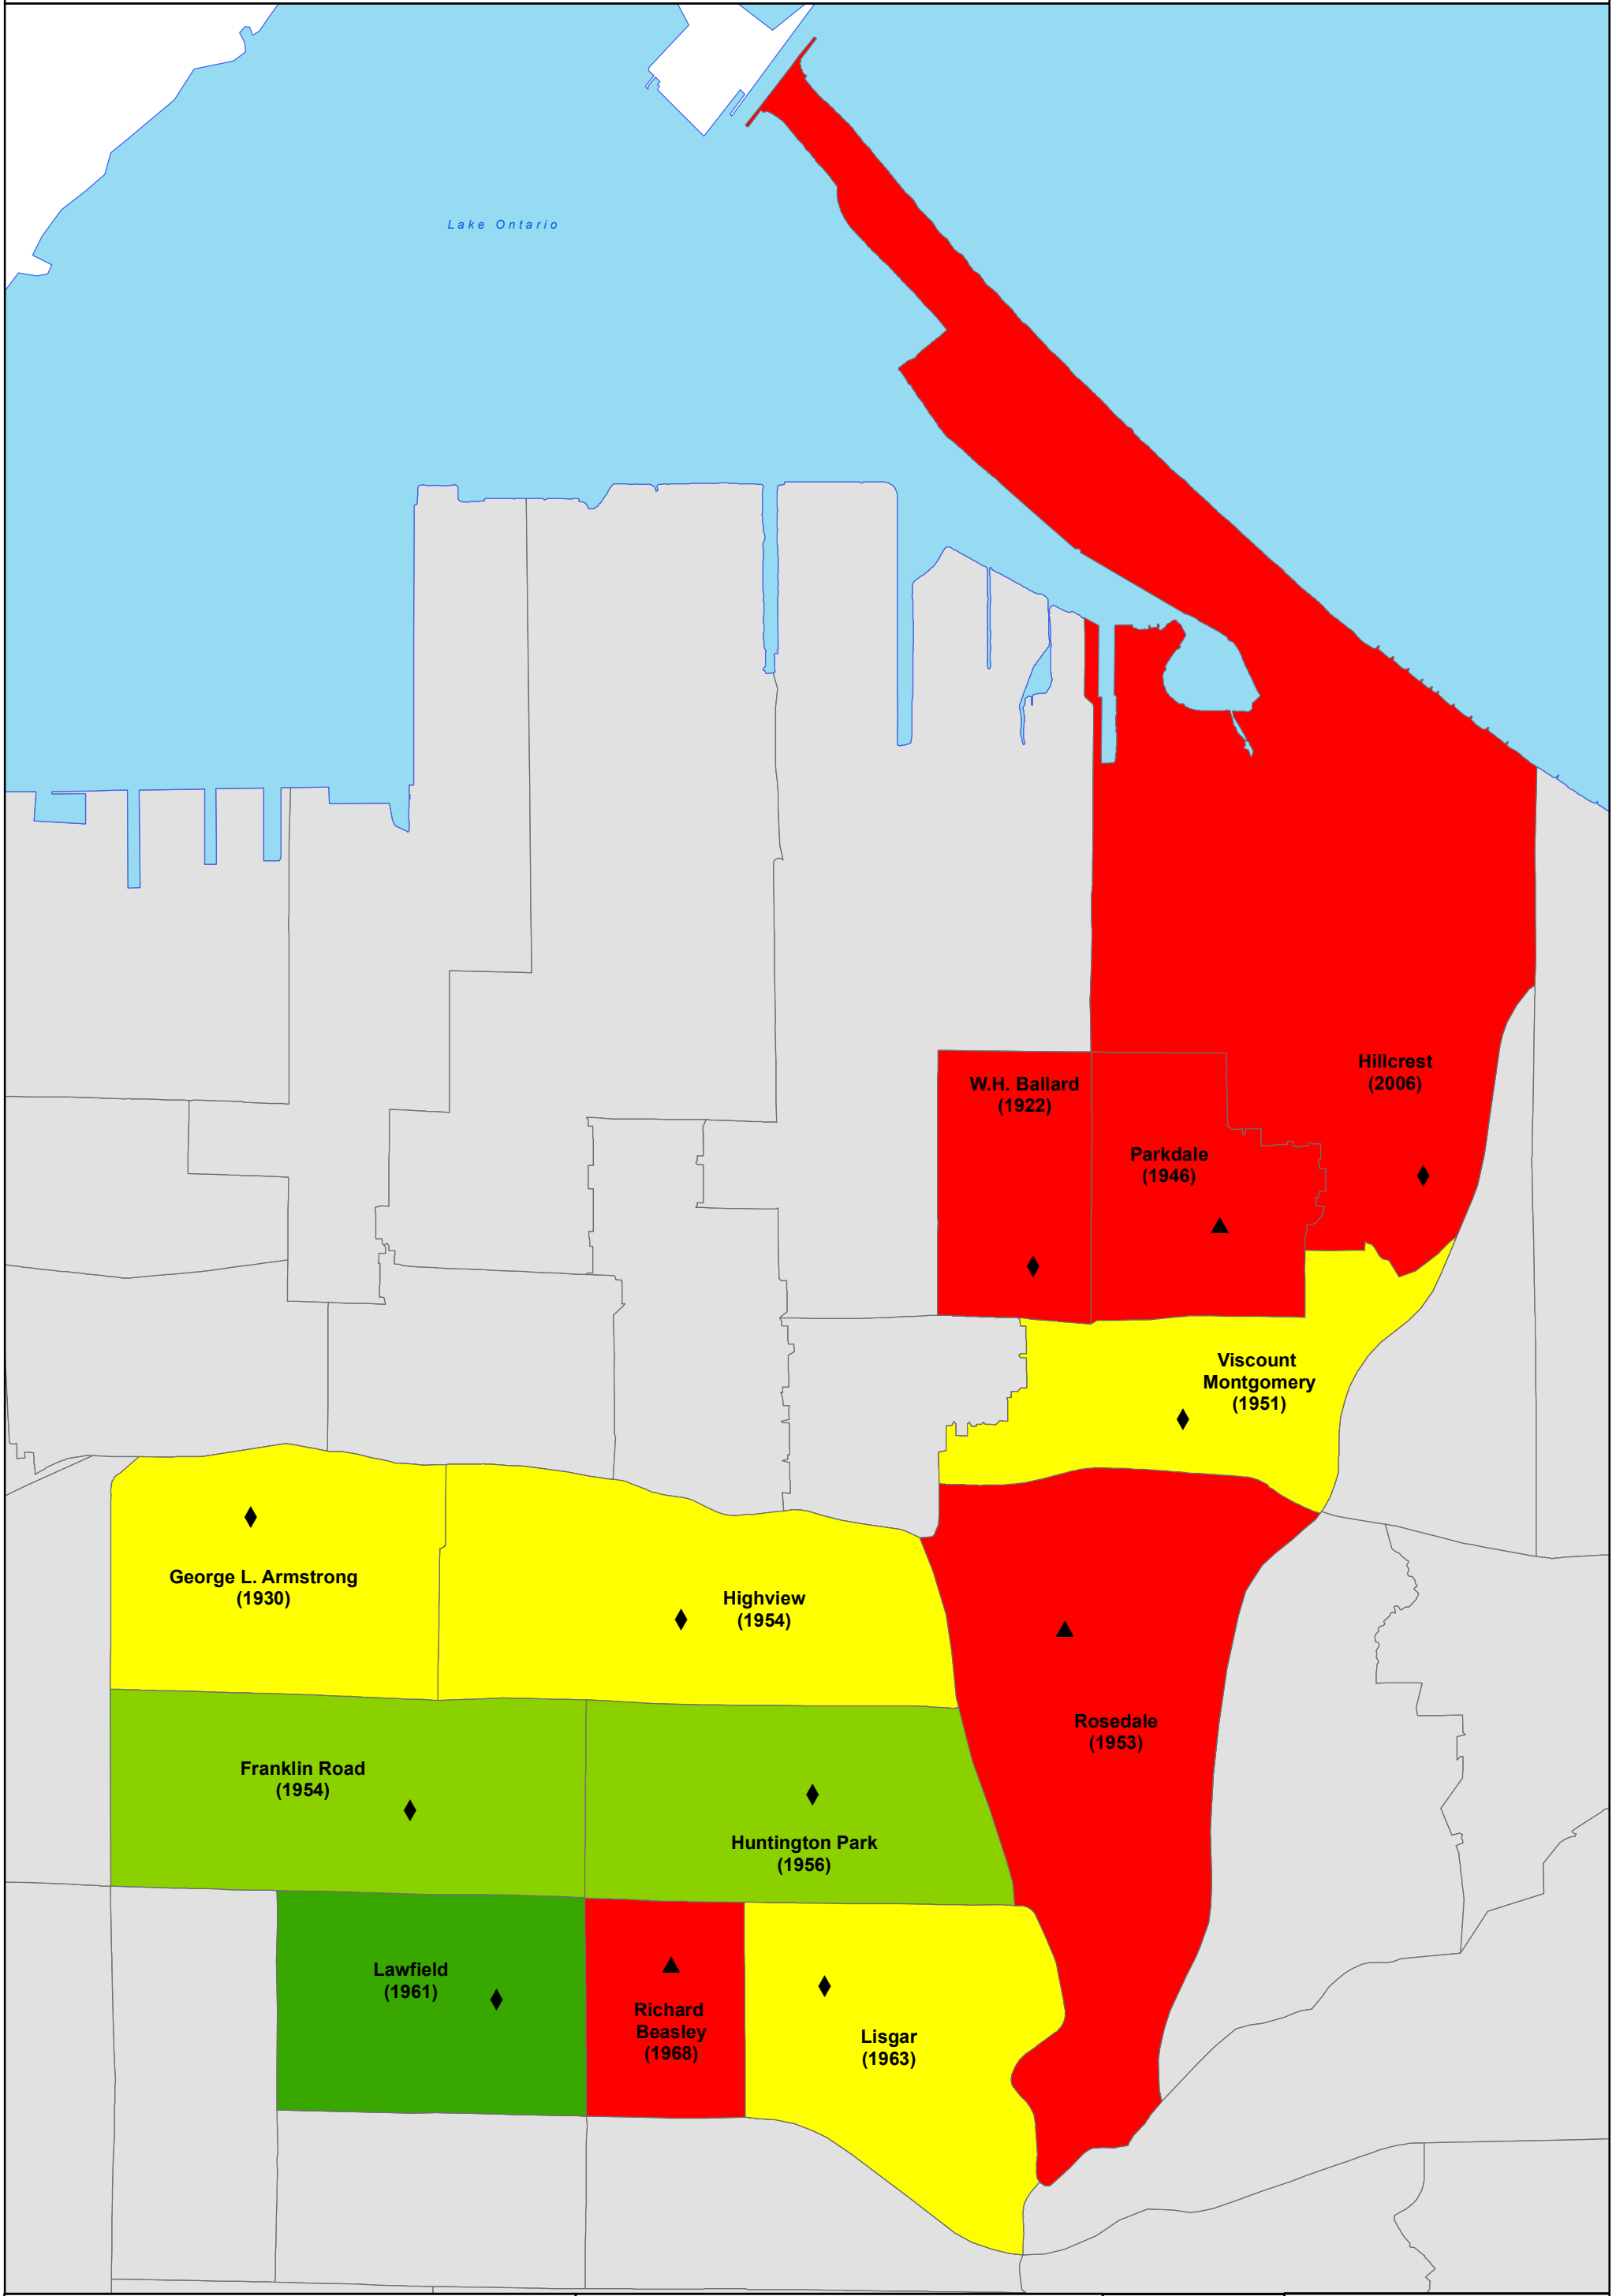 Lake Ontario
Hillcrest
(2006)
W.H. Ballard
(1922)
Parkdale
(1946)
Viscount
Montgomery
(1951)
George L. Armstrong
(1930)
Highview
(1954)
Rosedale
(1953)
Franklin Road
(1954)
Huntington Park
(1956)
Lawfield
(1961)
Richard
Beasley
(1968)
Lisgar
(1963)